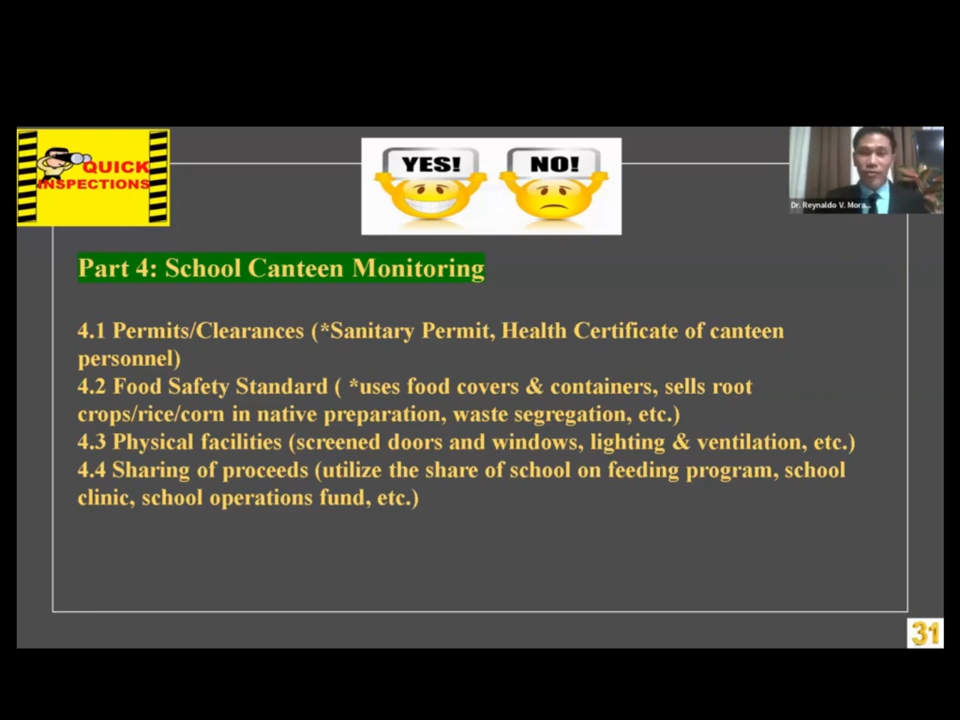 QUICK
INSPECTIONS
YES!
NO!
Dr. Reynaldo V. Mora...
Part 4: School Canteen Monitoring
4.1 Permits/Clearances (*Sanitary Permit, Health Certificate of canteen
personnel)
4.2 Food Safety Standard ( *uses food covers & containers, sells root
crops/rice/corn in native preparation, waste segregation, etc.)
4.3 Physical facilities (screened doors and windows, lighting & ventilation, etc.)
4.4 Sharing of proceeds (utilize the share of school on feeding program, school
clinic, school operations fund, etc.)
31